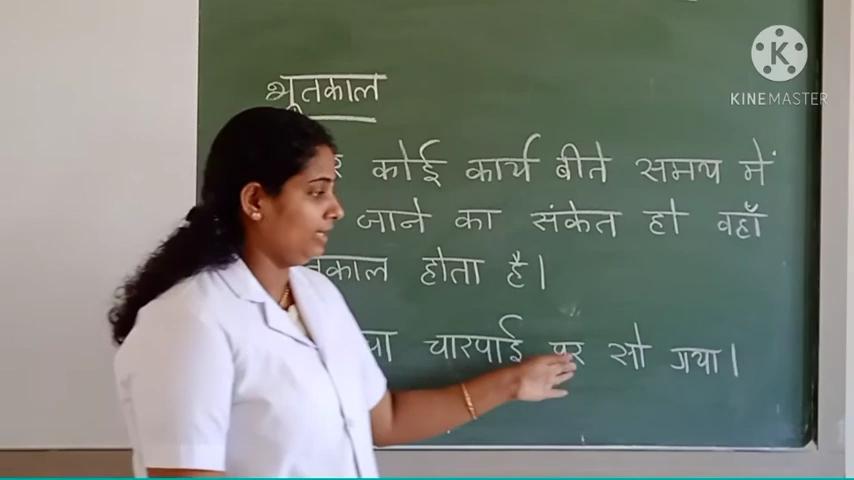 KINEMASTER
भूतकाल
कोई कार्य बीते समय में
जाने का संकेत हो वहाँ
होता है।
चारपाई पर सो गया।